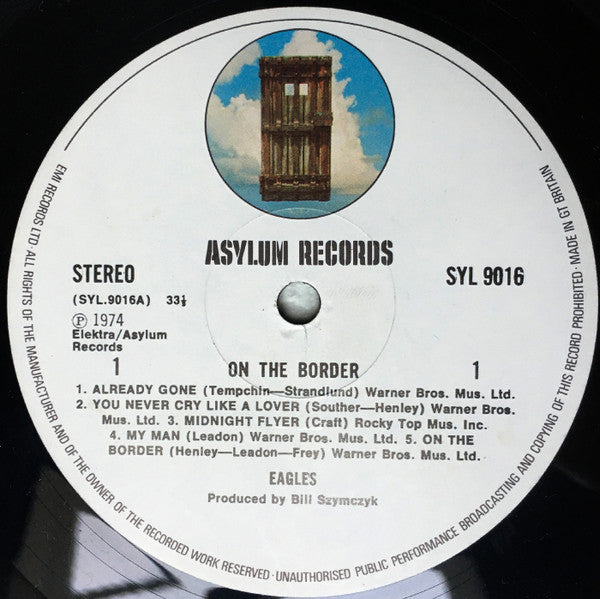 ASYLUM RECORDS
STEREO
SYL 9016
(SYL.9016A) 33⅓
Ⓟ 1974
Elektra/Asylum
Records
1
ON THE BORDER
1
1. ALREADY GONE (Tempchin—Strandlund) Warner Bros. Mus. Ltd.
2. YOU NEVER CRY LIKE A LOVER (Souther—Henley) Warner Bros.
Mus. Ltd. 3. MIDNIGHT FLYER (Craft) Rocky Top Mus. Inc.
4. MY MAN (Leadon) Warner Bros. Mus. Ltd. 5. ON THE
BORDER (Henley—Leadon—Frey) Warner Bros. Mus. Ltd.
EAGLES
Produced by Bill Szymczyk
EMI RECORDS LTD · ALL RIGHTS OF THE MANUFACTURER AND OF THE OWNER OF THE RECORDED WORK RESERVED · UNAUTHORISED PUBLIC PERFORMANCE BROADCASTING AND COPYING OF THIS RECORD PROHIBITED · MADE IN GT BRITAIN